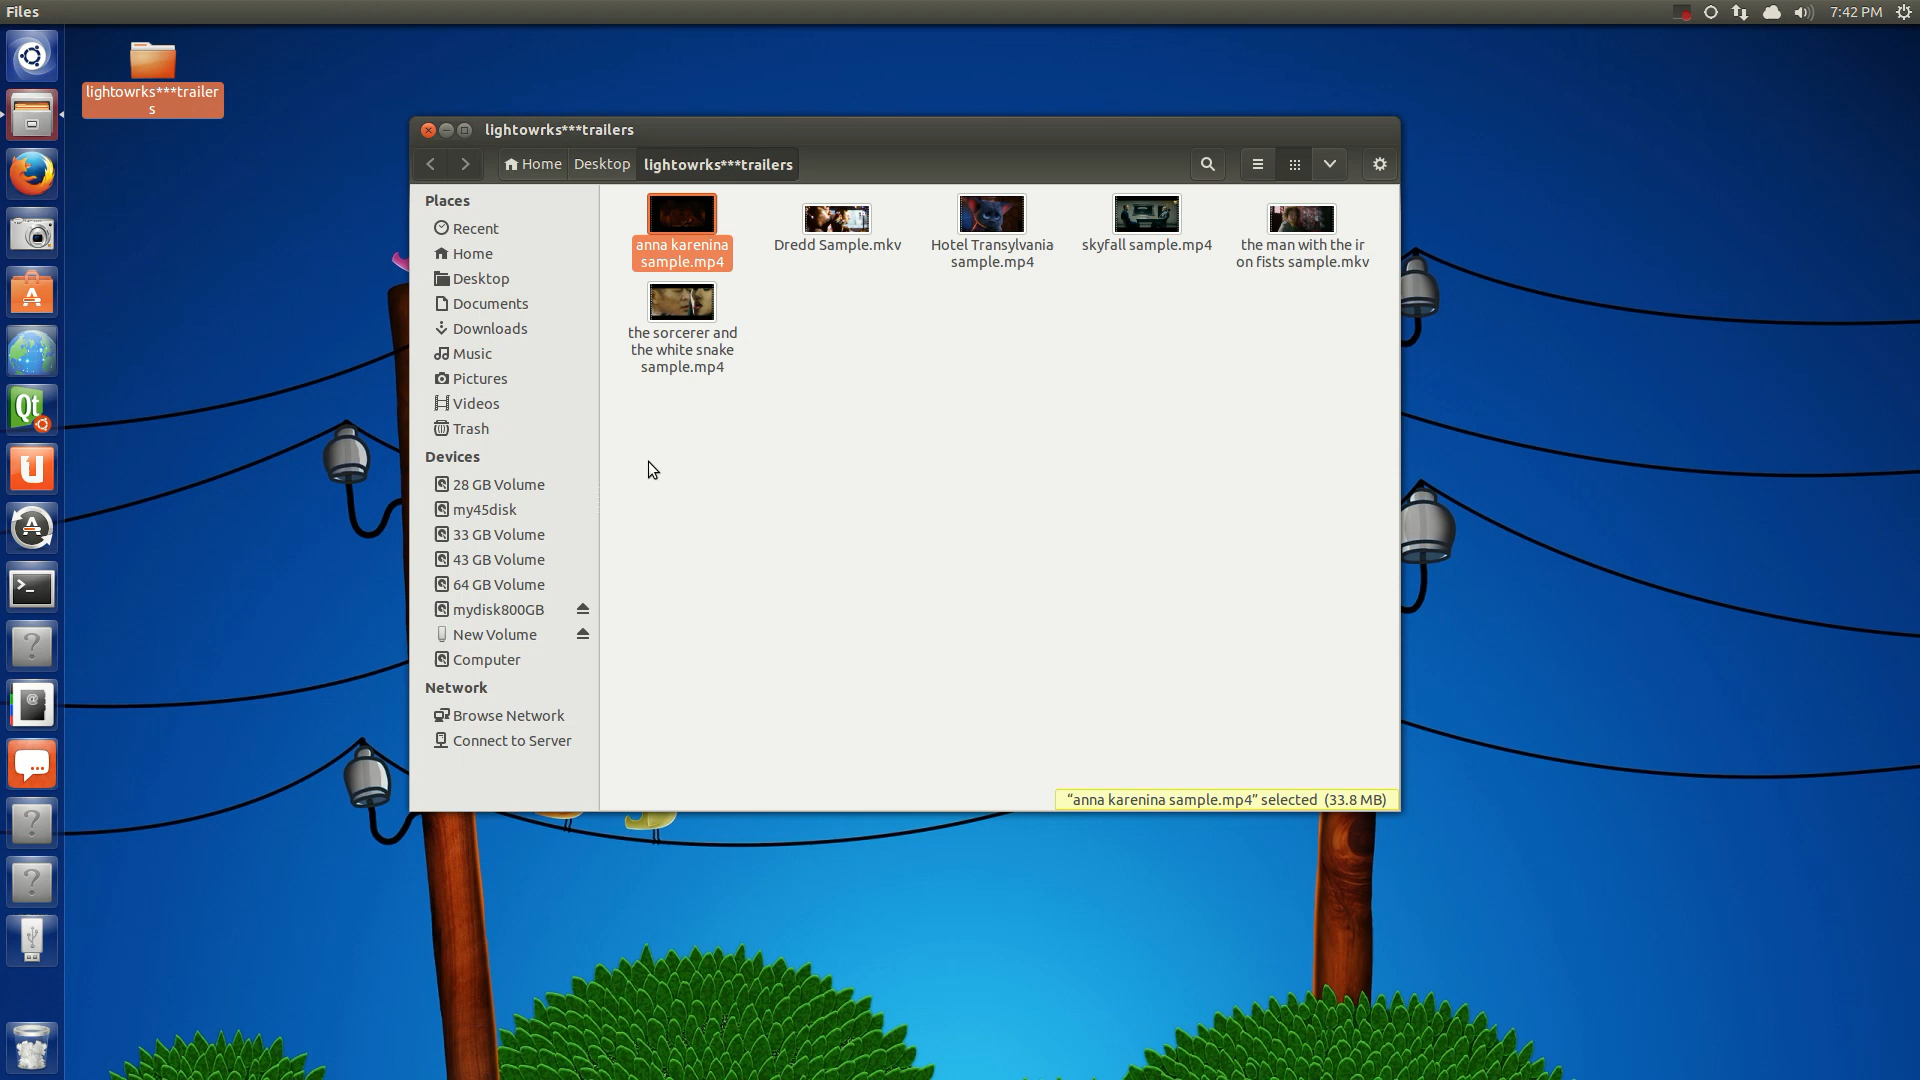 Files
7:42 PM
lightowrks***trailer
s
lightowrks***trailers
Home
Desktop
lightowrks***trailers
Places
Recent
Home
Desktop
Documents
Downloads
Music
Pictures
Videos
Trash
Devices
28 GB Volume
my45disk
33 GB Volume
43 GB Volume
64 GB Volume
mydisk800GB
New Volume
Computer
Network
Browse Network
Connect to Server
anna karenina
sample.mp4
Dredd Sample.mkv
Hotel Transylvania
sample.mp4
skyfall sample.mp4
the man with the ir
on fists sample.mkv
the sorcerer and
the white snake
sample.mp4
“anna karenina sample.mp4” selected (33.8 MB)
Qt
U
>_
?
@
?
?